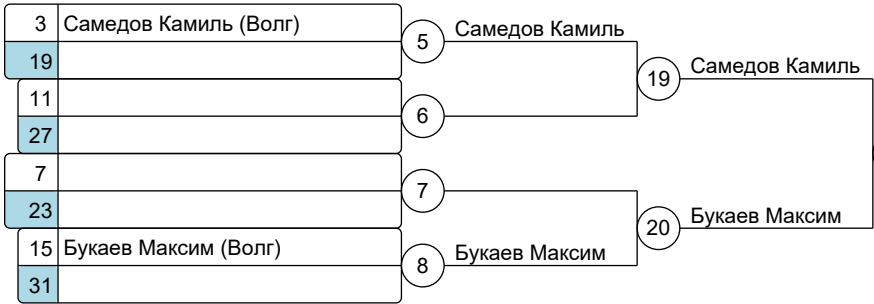 3 Самедов Камиль (Волг)
19
5 Самедов Камиль
11
27
6
19 Самедов Камиль
7
23
7
15 Букаев Максим (Волг)
31
8 Букаев Максим
20 Букаев Максим